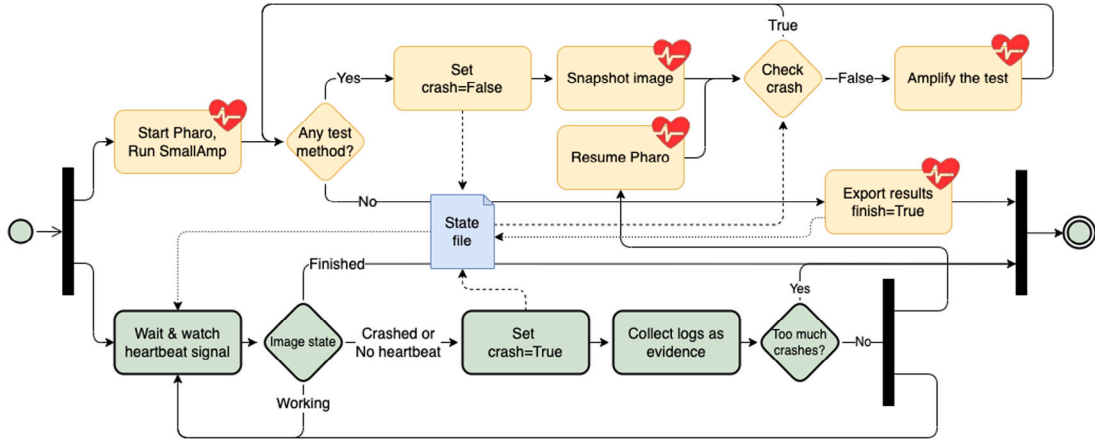 True
Yes
Set
crash=False
Snapshot image
Check
crash
False
Amplify the test
Start Pharo,
Run SmallAmp
Any test
method?
Resume Pharo
No
Export results
finish=True
State
file
Finished
Yes
Wait & watch
heartbeat signal
Image state
Crashed or
No heartbeat
Set
crash=True
Collect logs as
evidence
Too much
crashes?
No
Working